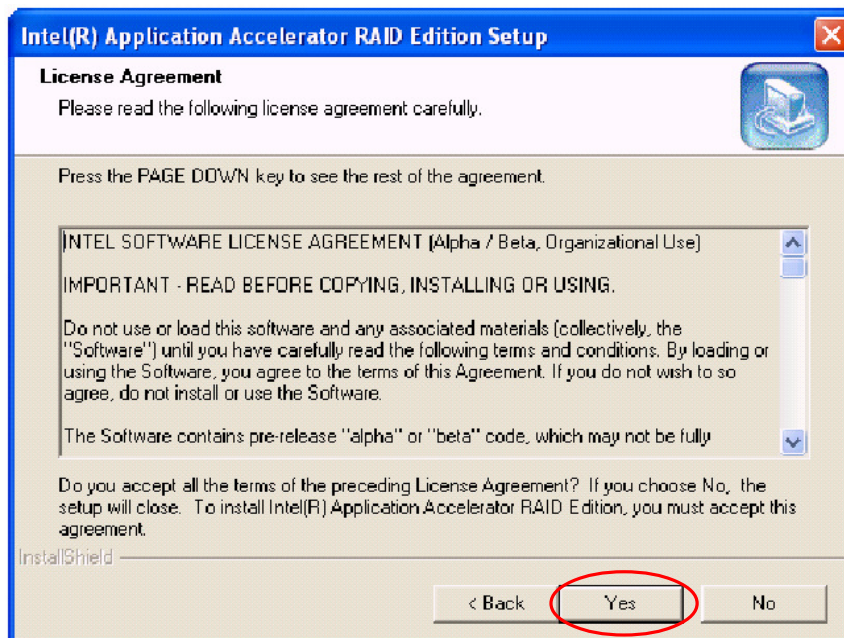 Intel(R) Application Accelerator RAID Edition Setup
License Agreement
Please read the following license agreement carefully.
Press the PAGE DOWN key to see the rest of the agreement.
INTEL SOFTWARE LICENSE AGREEMENT (Alpha / Beta, Organizational Use)
IMPORTANT - READ BEFORE COPYING, INSTALLING OR USING.
Do not use or load this software and any associated materials (collectively, the
"Software") until you have carefully read the following terms and conditions. By loading or
using the Software, you agree to the terms of this Agreement. If you do not wish to so
agree, do not install or use the Software.
The Software contains pre-release "alpha" or "beta" code, which may not be fully
Do you accept all the terms of the preceding License Agreement? If you choose No, the
setup will close. To install Intel(R) Application Accelerator RAID Edition, you must accept this
agreement.
InstallShield
< Back
Yes
No